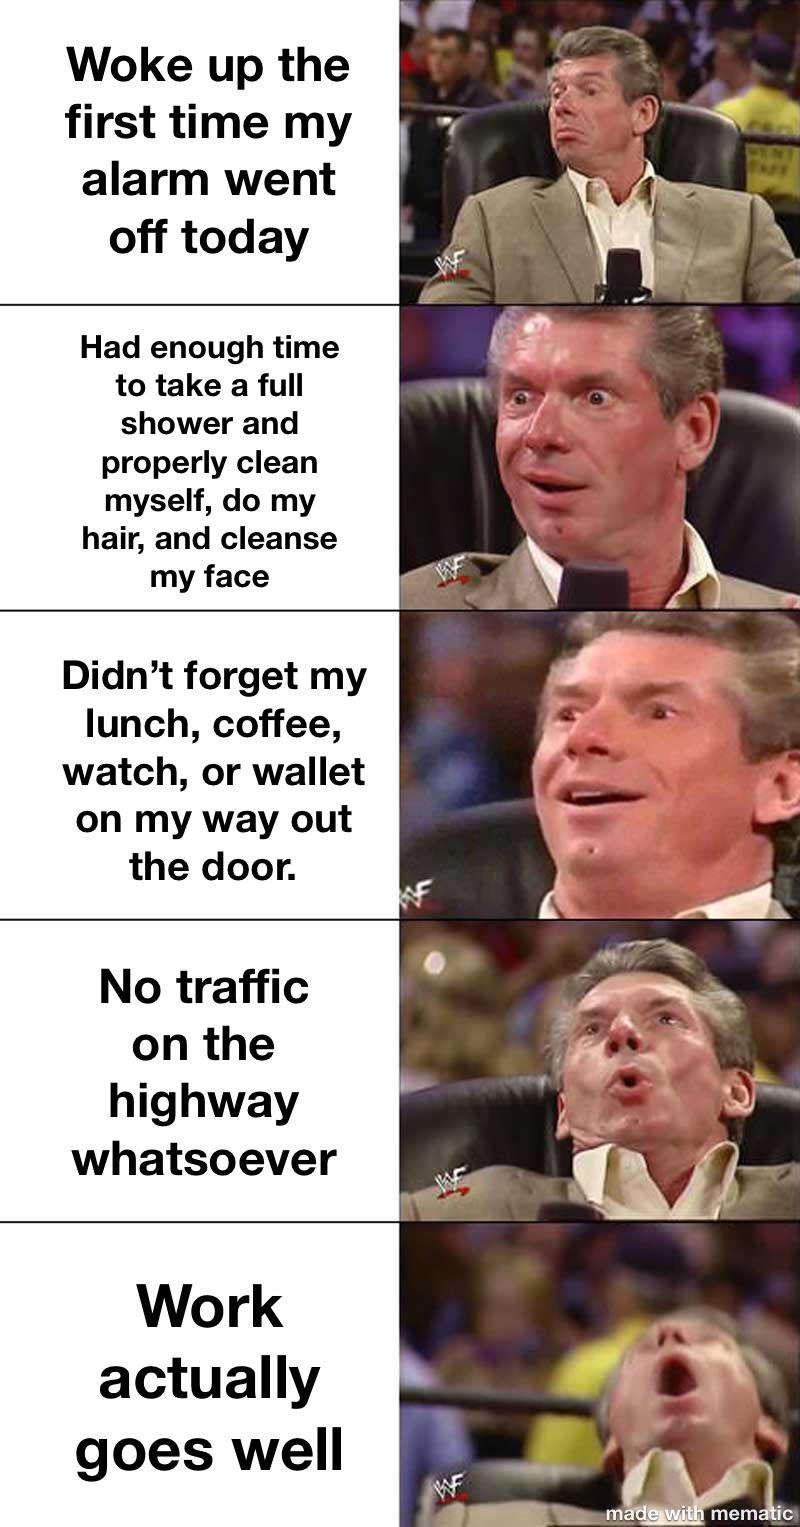 Woke up the
first time my
alarm went
off today
Had enough time
to take a full
shower and
properly clean
myself, do my
hair, and cleanse
my face
Didn’t forget my
lunch, coffee,
watch, or wallet
on my way out
the door.
No traffic
on the
highway
whatsoever
Work
actually
goes well
made with mematic